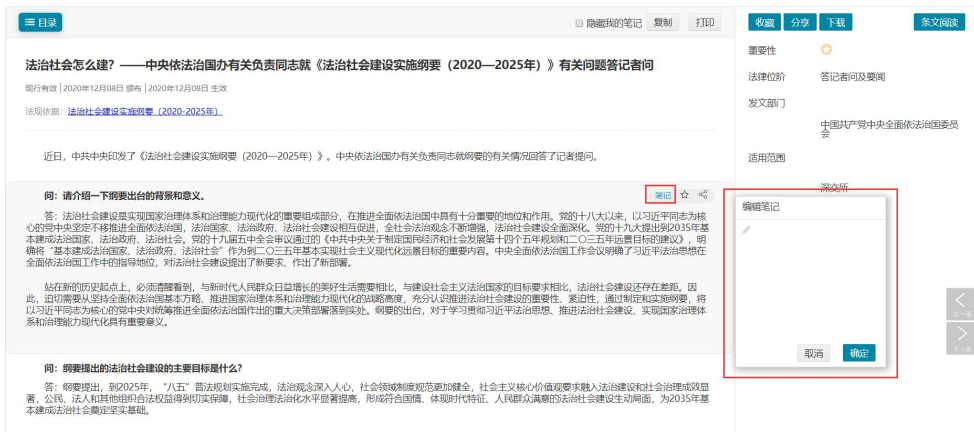 目录
隐藏我的笔记 复制 打印
收藏 分享 下载 条文阅读
法治社会怎么建？——中央依法治国办有关负责同志就《法治社会建设实施纲要（2020—2025年）》有关问题答记者问
现行有效 | 2020年12月08日 颁布 | 2020年12月08日 生效
法规依据：法治社会建设实施纲要（2020-2025年）
近日，中共中央印发了《法治社会建设实施纲要（2020—2025年）》。中央依法治国办有关负责同志就纲要的有关情况回答了记者提问。
问：请介绍一下纲要出台的背景和意义。
笔记
答：法治社会建设是实现国家治理体系和治理能力现代化的重要组成部分，在推进全面依法治国中具有十分重要的地位和作用。党的十八大以来，以习近平同志为核
心的党中央坚定不移推进全面依法治国，法治国家、法治政府、法治社会建设相互促进，全社会法治观念不断增强，法治社会建设全面深化。党的十九大提出到2035年基
本建成法治国家、法治政府、法治社会。党的十九届五中全会审议通过的《中共中央关于制定国民经济和社会发展第十四个五年规划和二〇三五年远景目标的建议》，明
确将“基本建成法治国家、法治政府、法治社会”作为到二〇三五年基本实现社会主义现代化远景目标的重要内容。中央全面依法治国工作会议明确了习近平法治思想在
全面依法治国工作中的指导地位，对法治社会建设提出了新要求、作出了新部署。
站在新的历史起点上，必须清醒看到，与新时代人民群众日益增长的美好生活需要相比，与建设社会主义法治国家的目标要求相比，法治社会建设还存在差距。因
此，迫切需要从坚持全面依法治国基本方略、推进国家治理体系和治理能力现代化的战略高度，充分认识推进法治社会建设的重要性、紧迫性，通过制定和实施纲要，将
以习近平同志为核心的党中央对统筹推进全面依法治国作出的重大决策部署落到实处。纲要的出台，对于学习贯彻习近平法治思想、推进法治社会建设、实现国家治理体
系和治理能力现代化具有重要意义。
问：纲要提出的法治社会建设的主要目标是什么？
答：纲要提出，到2025年，“八五”普法规划实施完成，法治观念深入人心，社会领域制度规范更加健全，社会主义核心价值观要求融入法治建设和社会治理成效显
著，公民、法人和其他组织合法权益得到切实保障，社会治理法治化水平显著提高，形成符合国情、体现时代特征、人民群众满意的法治社会建设生动局面，为2035年基
本建成法治社会奠定坚实基础。
重要性
法律位阶 答记者问及要闻
发文部门
中国共产党中央全面依法治国委员
会
适用范围
深交所
编辑笔记
取消 确定
上一条
下一条